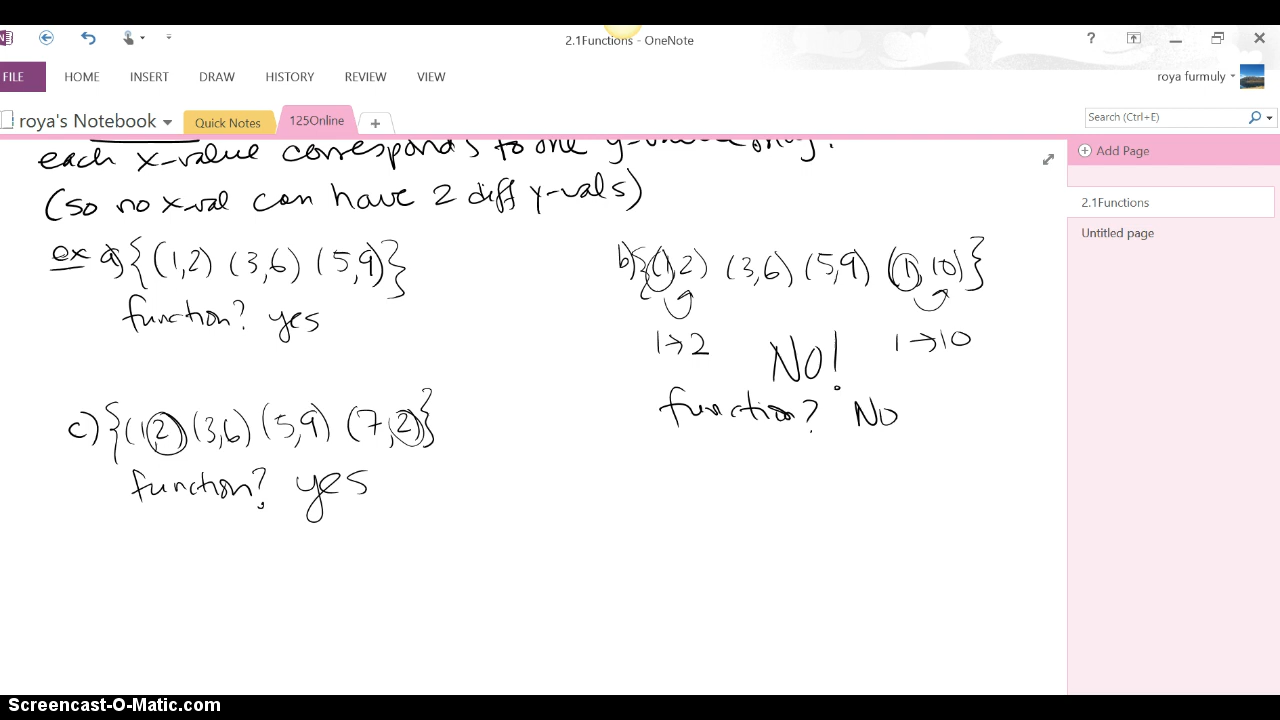 2.1Functions - OneNote
?
FILE HOME INSERT DRAW HISTORY REVIEW VIEW
roya furmuly
roya's Notebook
Quick Notes
125Online
Search (Ctrl+E)
Add Page
2.1Functions
Untitled page
each x-value corresponds to one y-value only.
(so no x-val can have 2 diff y-vals)
ex a) {(1,2) (3,6) (5,9)}
function? yes
b) {(1,2) (3,6) (5,9) (1,10)}
1→2
1→10
NO!
function? No
c) {(1,2) (3,6) (5,9) (7,2)}
function? yes
Screencast-O-Matic.com